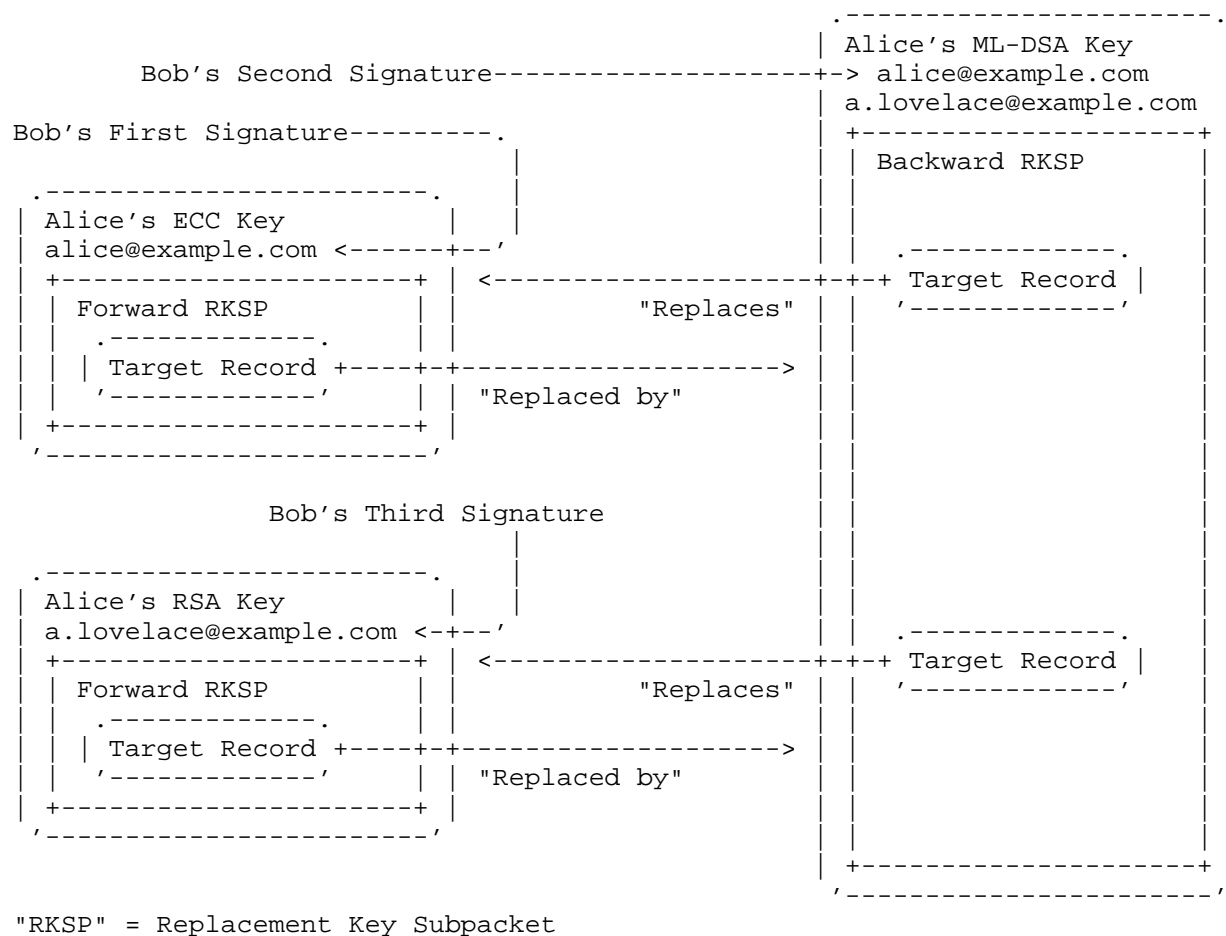 Alice's ML-DSA Key
Bob's Second Signature
alice@example.com
a.lovelace@example.com
Bob's First Signature
Backward RKSP
Alice's ECC Key
alice@example.com
Target Record
Forward RKSP
"Replaces"
Target Record
"Replaced by"
Bob's Third Signature
Alice's RSA Key
a.lovelace@example.com
Target Record
Forward RKSP
"Replaces"
Target Record
"Replaced by"
"RKSP" = Replacement Key Subpacket